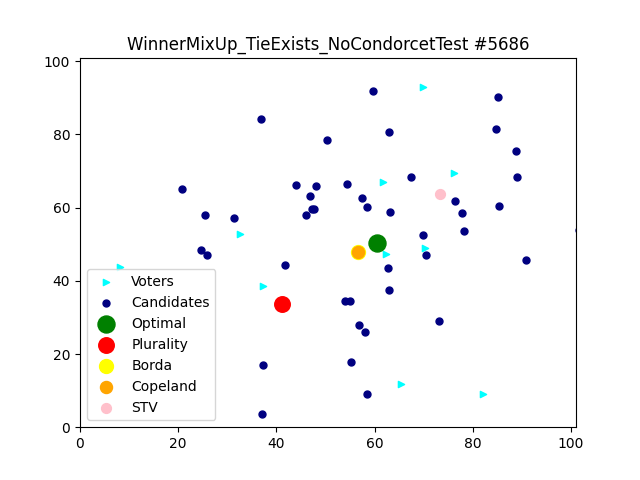 WinnerMixUp_TieExists_NoCondorcetTest #5686
100
80
60
40
20
0
Voters
Candidates
Optimal
Plurality
Borda
Copeland
STV
0 20 40 60 80 100